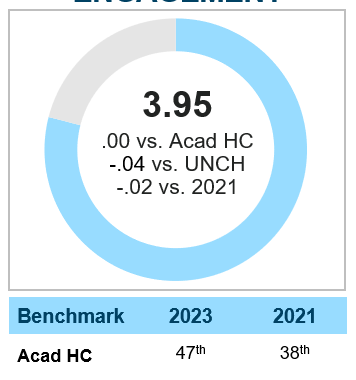 ENGAGEMENT
3.95
.00 vs. Acad HC
-.04 vs. UNCH
-.02 vs. 2021
Benchmark 2023 2021
Acad HC 47th 38th